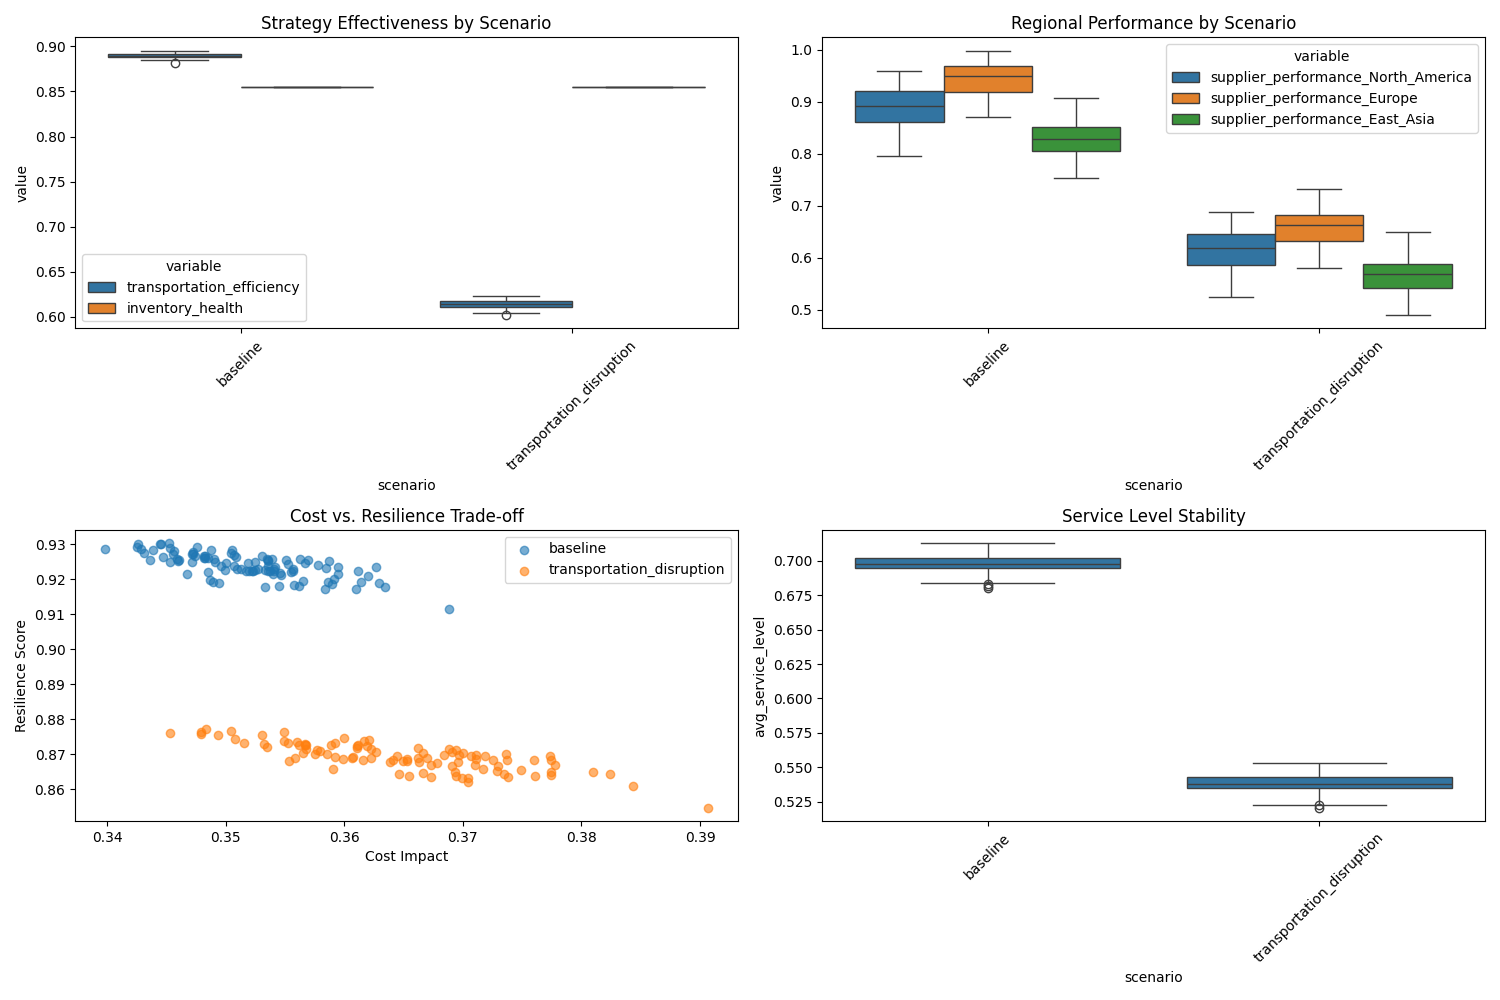 Strategy Effectiveness by Scenario
value
0.90
0.85
0.80
0.75
0.70
0.65
0.60
variable
transportation_efficiency
inventory_health
baseline
transportation_disruption
scenario
Regional Performance by Scenario
value
1.0
0.9
0.8
0.7
0.6
0.5
variable
supplier_performance_North_America
supplier_performance_Europe
supplier_performance_East_Asia
baseline
transportation_disruption
scenario
Cost vs. Resilience Trade-off
Resilience Score
0.93
0.92
0.91
0.90
0.89
0.88
0.87
0.86
baseline
transportation_disruption
0.34
0.35
0.36
0.37
0.38
0.39
Cost Impact
Service Level Stability
avg_service_level
0.700
0.675
0.650
0.625
0.600
0.575
0.550
0.525
baseline
transportation_disruption
scenario